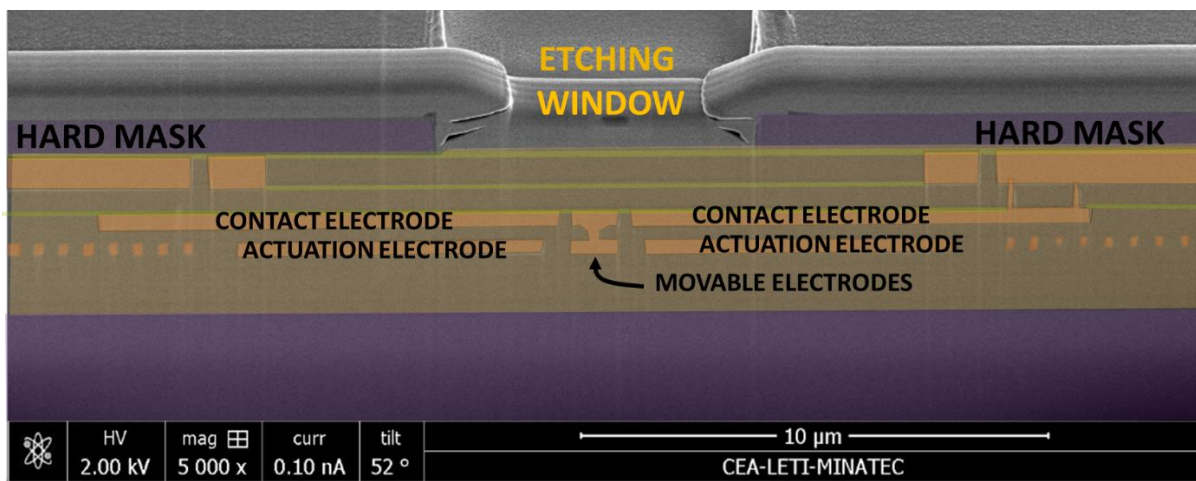 ETCHING
WINDOW
HARD MASK
HARD MASK
CONTACT ELECTRODE
CONTACT ELECTRODE
ACTUATION ELECTRODE
ACTUATION ELECTRODE
MOVABLE ELECTRODES
HV
mag
curr
tilt
10 µm
2.00 kV
5 000 x
0.10 nA
52 °
CEA-LETI-MINATEC